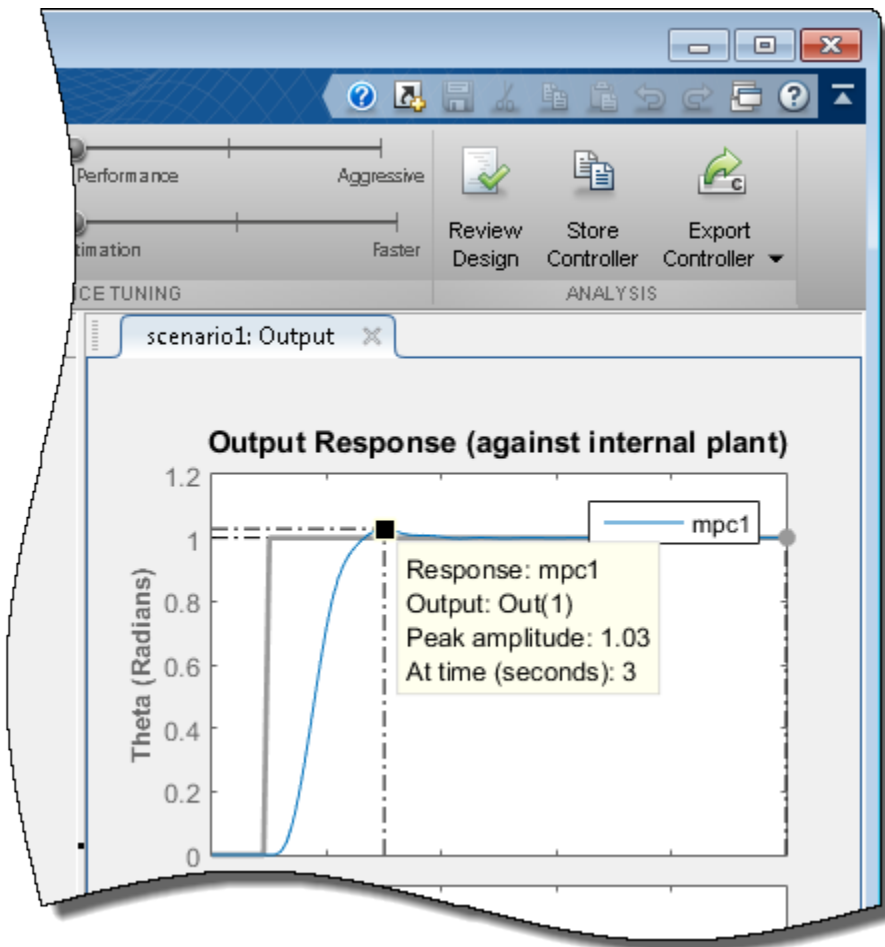 Performance Aggressive
timation Faster
CE TUNING
Review Design
Store Controller
Export Controller
ANALYSIS
scenario1: Output
Output Response (against internal plant)
1.2
1
0.8
0.6
0.4
0.2
0
Theta (Radians)
mpc1
Response: mpc1
Output: Out(1)
Peak amplitude: 1.03
At time (seconds): 3